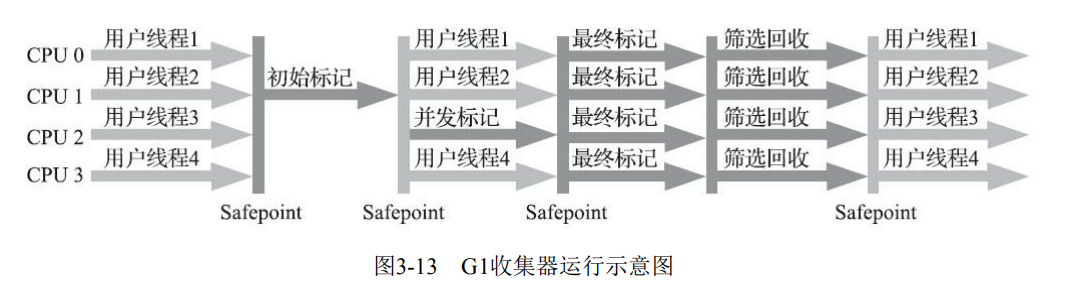 CPU 0 用户线程1 用户线程1 最终标记 筛选回收 用户线程1
初始标记
CPU 1 用户线程2 用户线程2 最终标记 筛选回收 用户线程2
CPU 2 用户线程3 并发标记 最终标记 筛选回收 用户线程3
CPU 3 用户线程4 用户线程4 最终标记 筛选回收 用户线程4
Safepoint Safepoint Safepoint Safepoint
图3-13 G1收集器运行示意图